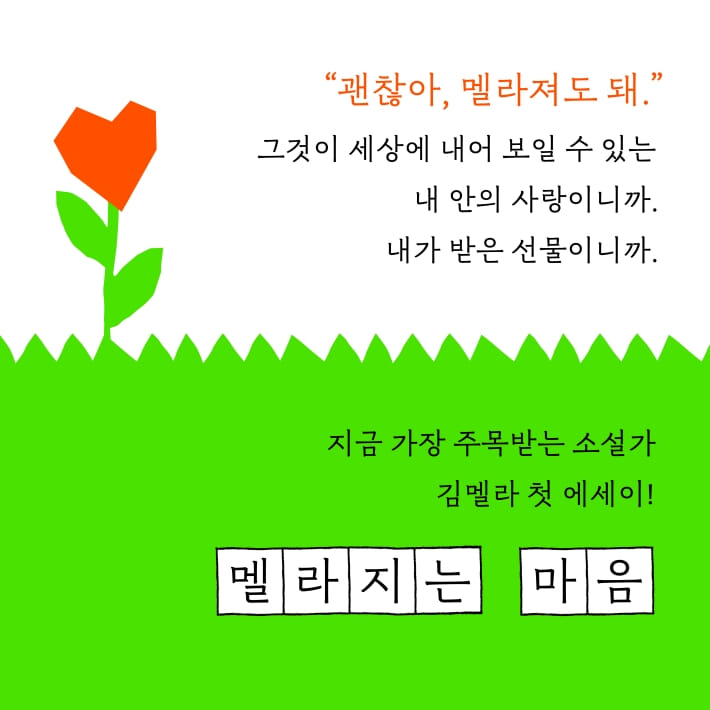 “괜찮아, 멜라져도 돼.”
그것이 세상에 내어 보일 수 있는
내 안의 사랑이니까.
내가 받은 선물이니까.
지금 가장 주목받는 소설가
김멜라 첫 에세이!
멜라지는 마음